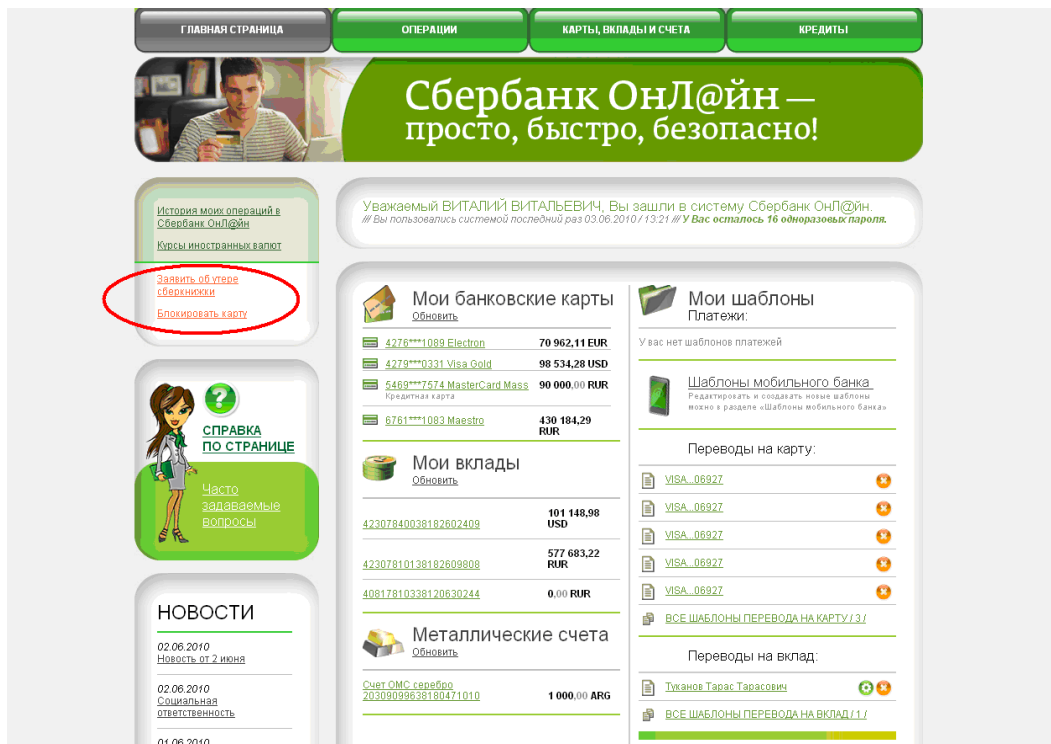 ГЛАВНАЯ СТРАНИЦА
ОПЕРАЦИИ
КАРТЫ, ВКЛАДЫ И СЧЕТА
КРЕДИТЫ
Сбербанк ОнЛ@йн —
просто, быстро, безопасно!
История моих операций в
Сбербанк ОнЛ@йн
Курсы иностранных валют
Заявить об утере
сберкнижки
Блокировать карту
СПРАВКА
ПО СТРАНИЦЕ
Часто
задаваемые
вопросы
НОВОСТИ
02.06.2010
Новость от 2 июня
02.06.2010
Социальная
ответственность
01.06.2010
Уважаемый ВИТАЛИЙ ВИТАЛЬЕВИЧ, Вы зашли в систему Сбербанк ОнЛ@йн.
/// Вы пользовались системой последний раз 03.06.2010 / 13:21 /// У Вас осталось 16 одноразовых пароля.
Мои банковские карты
Обновить
4276***1089 Electron 70 962,11 EUR
4279***0331 Visa Gold 98 534,28 USD
5469***7574 MasterCard Mass 90 000,00 RUR
Кредитная карта
6761***1083 Maestro 430 184,29
RUR
Мои вклады
Обновить
42307840038182602409 101 148,98
USD
42307810138182609808 577 683,22
RUR
40817810338120630244 0,00 RUR
Металлические счета
Обновить
Счет ОМС серебро
20309099638180471010 1 000,00 ARG
Мои шаблоны
Платежи:
У вас нет шаблонов платежей
Шаблоны мобильного банка
Редактировать и создавать новые шаблоны
можно в разделе «Шаблоны мобильного банка»
Переводы на карту:
VISA...06927
VISA...06927
VISA...06927
VISA...06927
VISA...06927
ВСЕ ШАБЛОНЫ ПЕРЕВОДА НА КАРТУ / 3 /
Переводы на вклад:
Туканов Тарас Тарасович
ВСЕ ШАБЛОНЫ ПЕРЕВОДА НА ВКЛАД / 1 /